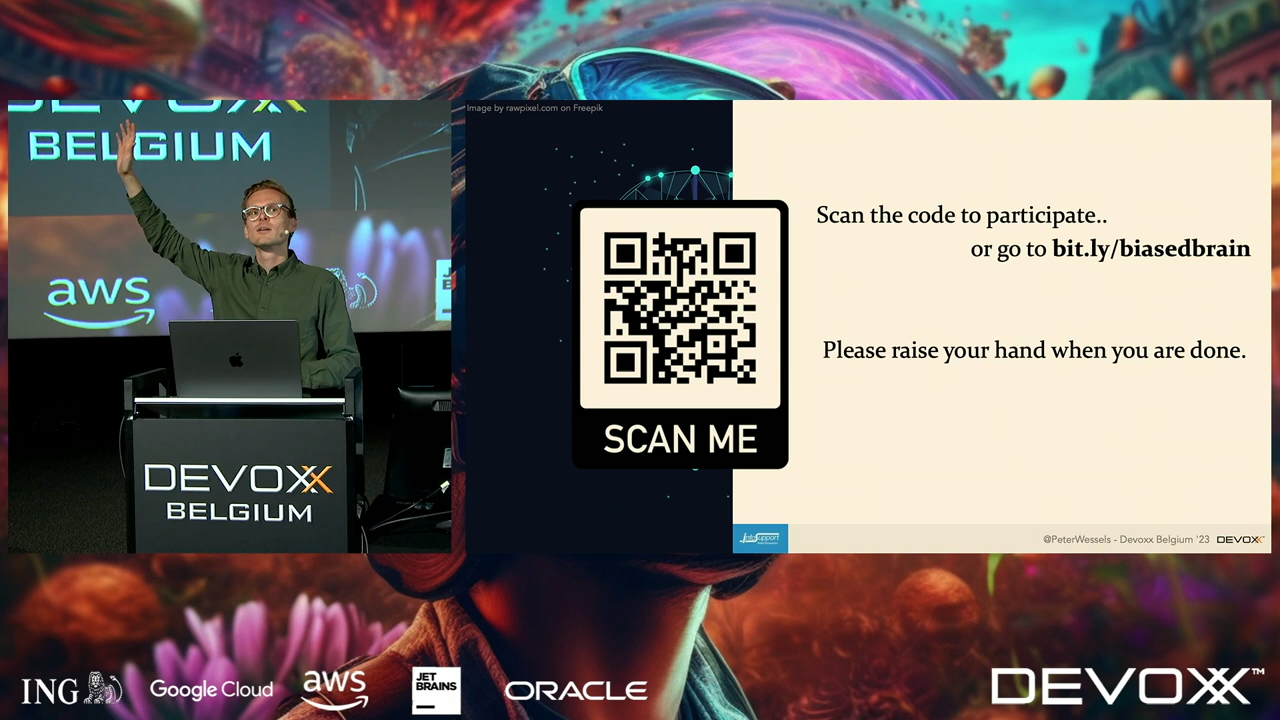 Image by rawpixel.com on Freepik
DEVOXX
BELGIUM
aws
DEVOXX
BELGIUM
SCAN ME
Scan the code to participate..
or go to bit.ly/biasedbrain
Please raise your hand when you are done.
InfoSupport
@PeterWessels - Devoxx Belgium '23 DEVOXX
ING
Google Cloud
aws
JET
BRAINS
ORACLE
DEVOXX™